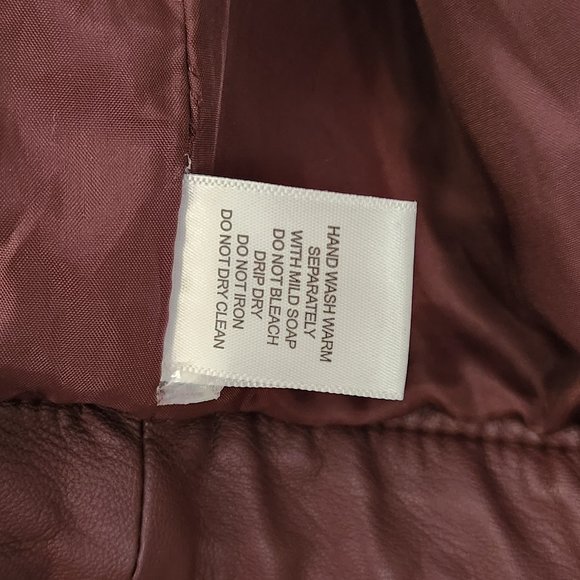 HAND WASH WARM
SEPARATELY
WITH MILD SOAP
DO NOT BLEACH
DRIP DRY
DO NOT IRON
DO NOT DRY CLEAN